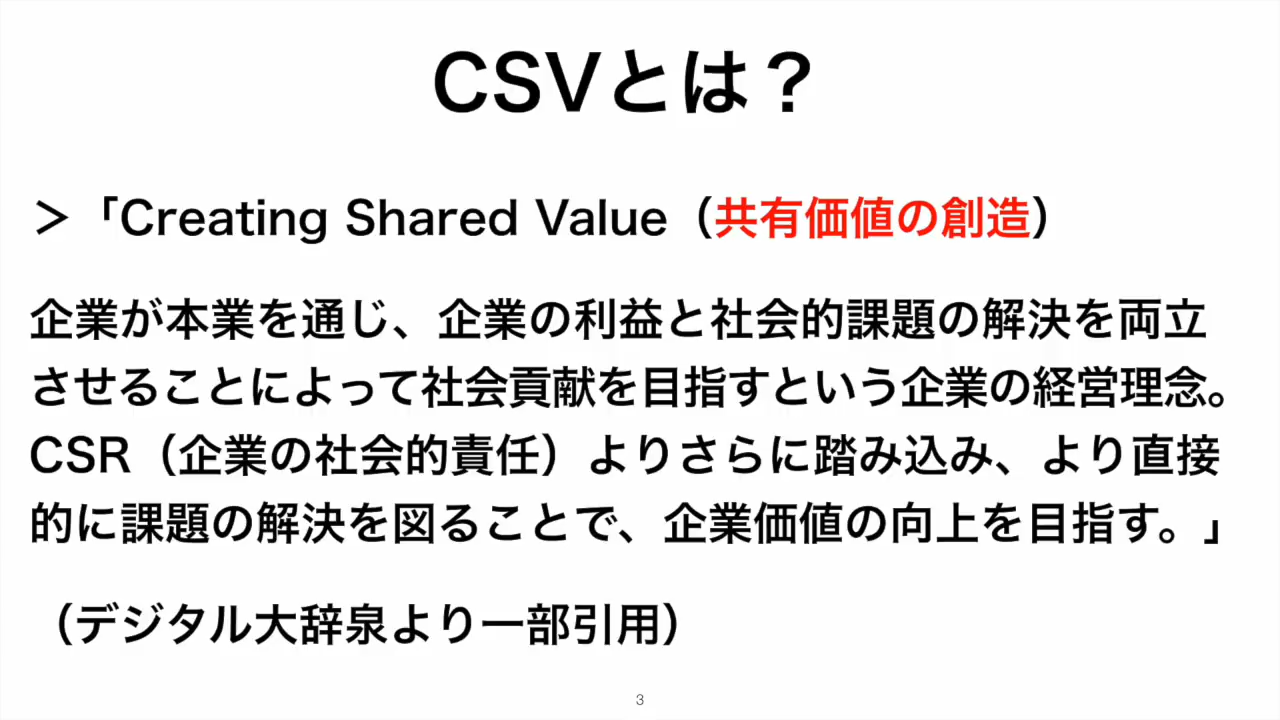 CSVとは？
＞「Creating Shared Value（共有価値の創造）
企業が本業を通じ、企業の利益と社会的課題の解決を両立
させることによって社会貢献を目指すという企業の経営理念。
CSR（企業の社会的責任）よりさらに踏み込み、より直接
的に課題の解決を図ることで、企業価値の向上を目指す。」
（デジタル大辞泉より一部引用）
3